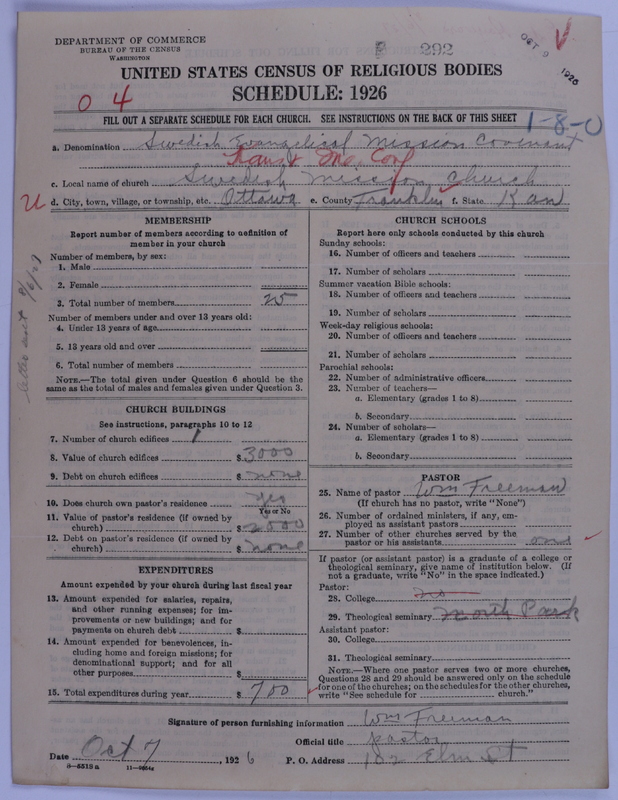 DEPARTMENT OF COMMERCE
BUREAU OF THE CENSUS
WASHINGTON
292
OCT 9 1926
UNITED STATES CENSUS OF RELIGIOUS BODIES
SCHEDULE: 1926
0 4
FILL OUT A SEPARATE SCHEDULE FOR EACH CHURCH. SEE INSTRUCTIONS ON THE BACK OF THIS SHEET
1-8-0
a. Denomination Swedish Evangelical Mission Covenant
Kans & Mo Conf
c. Local name of church Swedish Mission Church
d. City, town, village, or township, etc. Ottawa e. County Franklin f. State Kan
letter sent 9/6/27
MEMBERSHIP
Report number of members according to definition of
member in your church
Number of members, by sex:
1. Male
2. Female
3. Total number of members 25
Number of members under and over 13 years old:
4. Under 13 years of age
5. 13 years old and over
6. Total number of members
NOTE.—The total given under Question 6 should be the
same as the total of males and females given under Question 3.
CHURCH BUILDINGS
See instructions, paragraphs 10 to 12
7. Number of church edifices 1
8. Value of church edifices $ 3000
9. Debt on church edifices $ none
10. Does church own pastor's residence yes
Yes or No
11. Value of pastor's residence (if owned by
church) $ 2000
12. Debt on pastor's residence (if owned by
church) $ none
EXPENDITURES
Amount expended by your church during last fiscal year
13. Amount expended for salaries, repairs,
and other running expenses; for im-
provements or new buildings; and for
payments on church debt $
14. Amount expended for benevolences, in-
cluding home and foreign missions; for
denominational support; and for all
other purposes $
15. Total expenditures during year $ 700
CHURCH SCHOOLS
Report here only schools conducted by this church
Sunday schools:
16. Number of officers and teachers
17. Number of scholars
Summer vacation Bible schools:
18. Number of officers and teachers
19. Number of scholars
Week-day religious schools:
20. Number of officers and teachers
21. Number of scholars
Parochial schools:
22. Number of administrative officers
23. Number of teachers—
a. Elementary (grades 1 to 8)
b. Secondary
24. Number of scholars—
a. Elementary (grades 1 to 8)
b. Secondary
PASTOR
25. Name of pastor Wm Freeman
(If church has no pastor, write "None")
26. Number of ordained ministers, if any, em-
ployed as assistant pastors
27. Number of other churches served by the
pastor or his assistants one
If pastor (or assistant pastor) is a graduate of a college or
theological seminary, give name of institution below. (If
not a graduate, write "No" in the space indicated.)
Pastor:
28. College no
29. Theological seminary North Park
Assistant pastor:
30. College
31. Theological seminary
NOTE.—Where one pastor serves two or more churches,
Questions 28 and 29 should be answered only on the schedule
for one of the churches; on the schedules for the other churches,
write "See schedule for church."
Signature of person furnishing information Wm Freeman
Official title pastor
Date Oct 7, 1926 P. O. Address 102 Elm St
8-5518a 11-9664